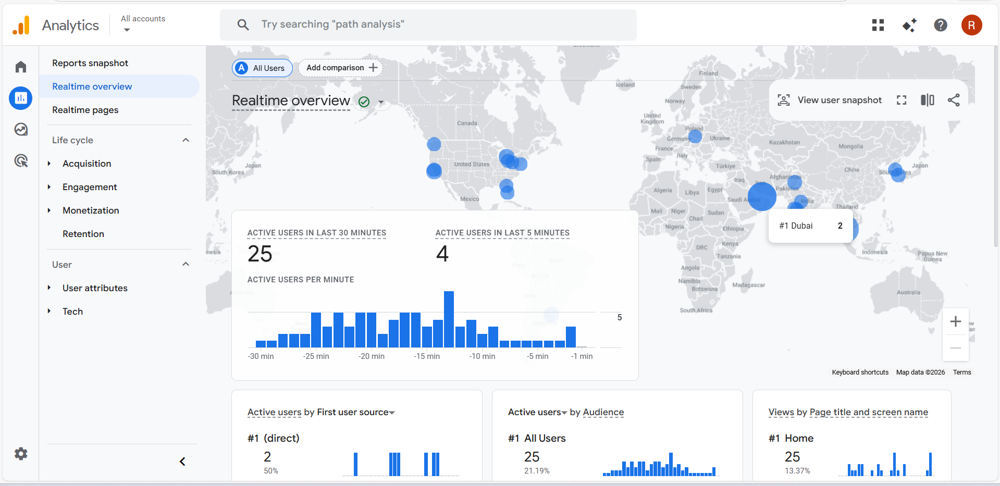 Analytics
All accounts
Try searching "path analysis"
R
Reports snapshot
Realtime overview
Realtime pages
Life cycle
Acquisition
Engagement
Monetization
Retention
User
User attributes
Tech
A All Users
Add comparison
Realtime overview
View user snapshot
Greenland
Iceland
Finland
Sweden
Norway
United
Kingdom
Poland
Germany
Ukraine
France
Italy
Spain
Türkiye
Kazakhstan
Mongolia
China
South Korea
Japan
Afghanistan
Pakistan
Iran
Iraq
Algeria
Libya
Egypt
Saudi Arabia
India
Thailand
Mali
Niger
Chad
Sudan
Nigeria
Ethiopia
DRC
Kenya
Tanzania
Angola
Namibia
Botswana
Madagascar
South Africa
Indonesia
Papua New
Guinea
Australia
Canada
United States
Mexico
Japan
South Korea
nesia
#1 Dubai 2
ACTIVE USERS IN LAST 30 MINUTES
25
ACTIVE USERS IN LAST 5 MINUTES
4
ACTIVE USERS PER MINUTE
5
-30 min -25 min -20 min -15 min -10 min -5 min -1 min
Keyboard shortcuts Map data ©2026 Terms
Active users by First user source
#1 (direct)
2
50%
Active users by Audience
#1 All Users
25
21.19%
Views by Page title and screen name
#1 Home
25
13.37%